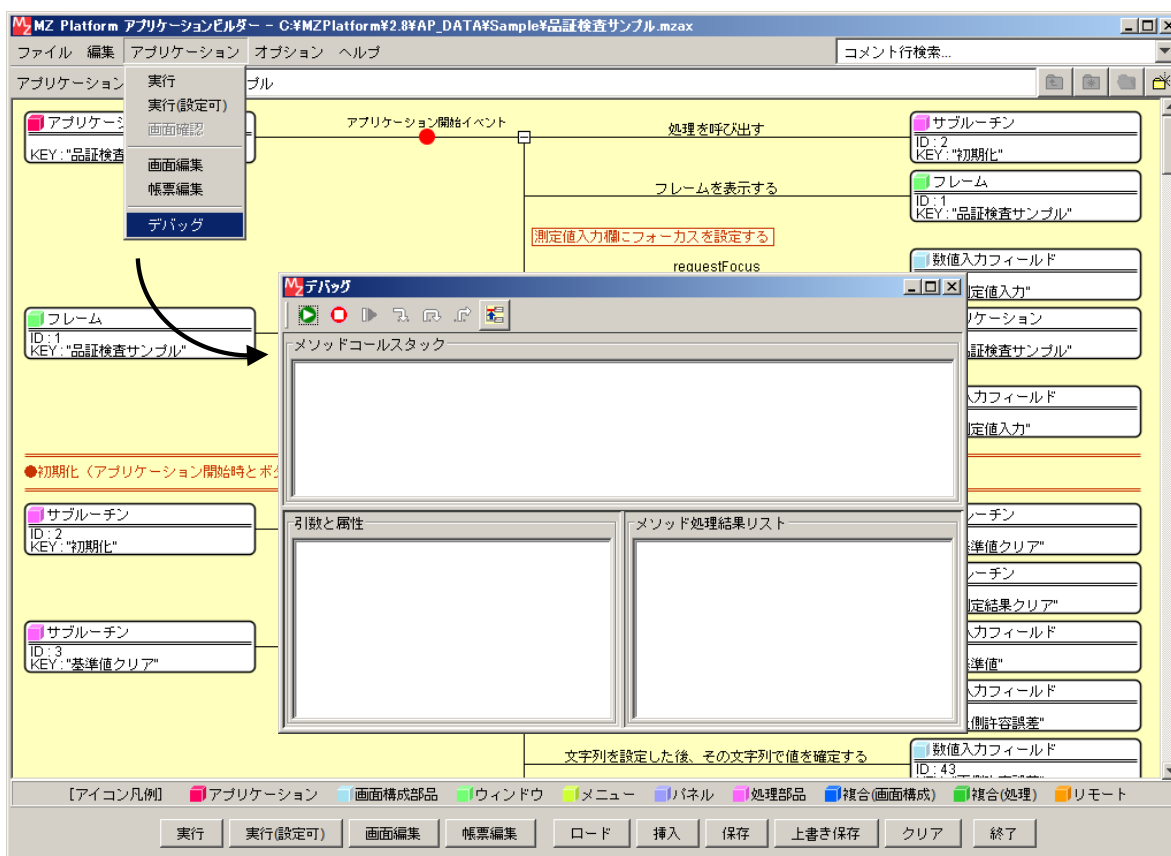 MZ Platform アプリケーションビルダー − C:¥MZPlatform¥2.8¥AP_DATA¥Sample¥品証検査サンプル.mzax
ファイル 編集 アプリケーション オプション ヘルプ コメント行検索...
アプリケーション プル
実行
実行(設定可)
画面確認
画面編集
帳票編集
デバッグ
アプリケーシ
KEY:"品証検査
アプリケーション開始イベント
処理を呼び出す
サブルーチン
ID:2
KEY:"初期化"
フレームを表示する
フレーム
ID:1
KEY:"品証検査サンプル"
測定値入力欄にフォーカスを設定する
requestFocus
数値入力フィールド
定値入力"
フレーム
ID:1
KEY:"品証検査サンプル"
リケーション
証検査サンプル"
入力フィールド
定値入力"
デバッグ
メソッドコールスタック
引数と属性
メソッド処理結果リスト
●初期化(アプリケーション開始時とボ
サブルーチン
ID:2
KEY:"初期化"
ルーチン
準値クリア"
ルーチン
定結果クリア"
サブルーチン
ID:3
KEY:"基準値クリア"
入力フィールド
準値"
入力フィールド
側許容誤差"
文字列を設定した後、その文字列で値を確定する
数値入力フィールド
ID:43
[アイコン凡例] アプリケーション 画面構成部品 ウィンドウ メニュー パネル 処理部品 複合(画面構成) 複合(処理) リモート
実行 実行(設定可) 画面編集 帳票編集 ロード 挿入 保存 上書き保存 クリア 終了